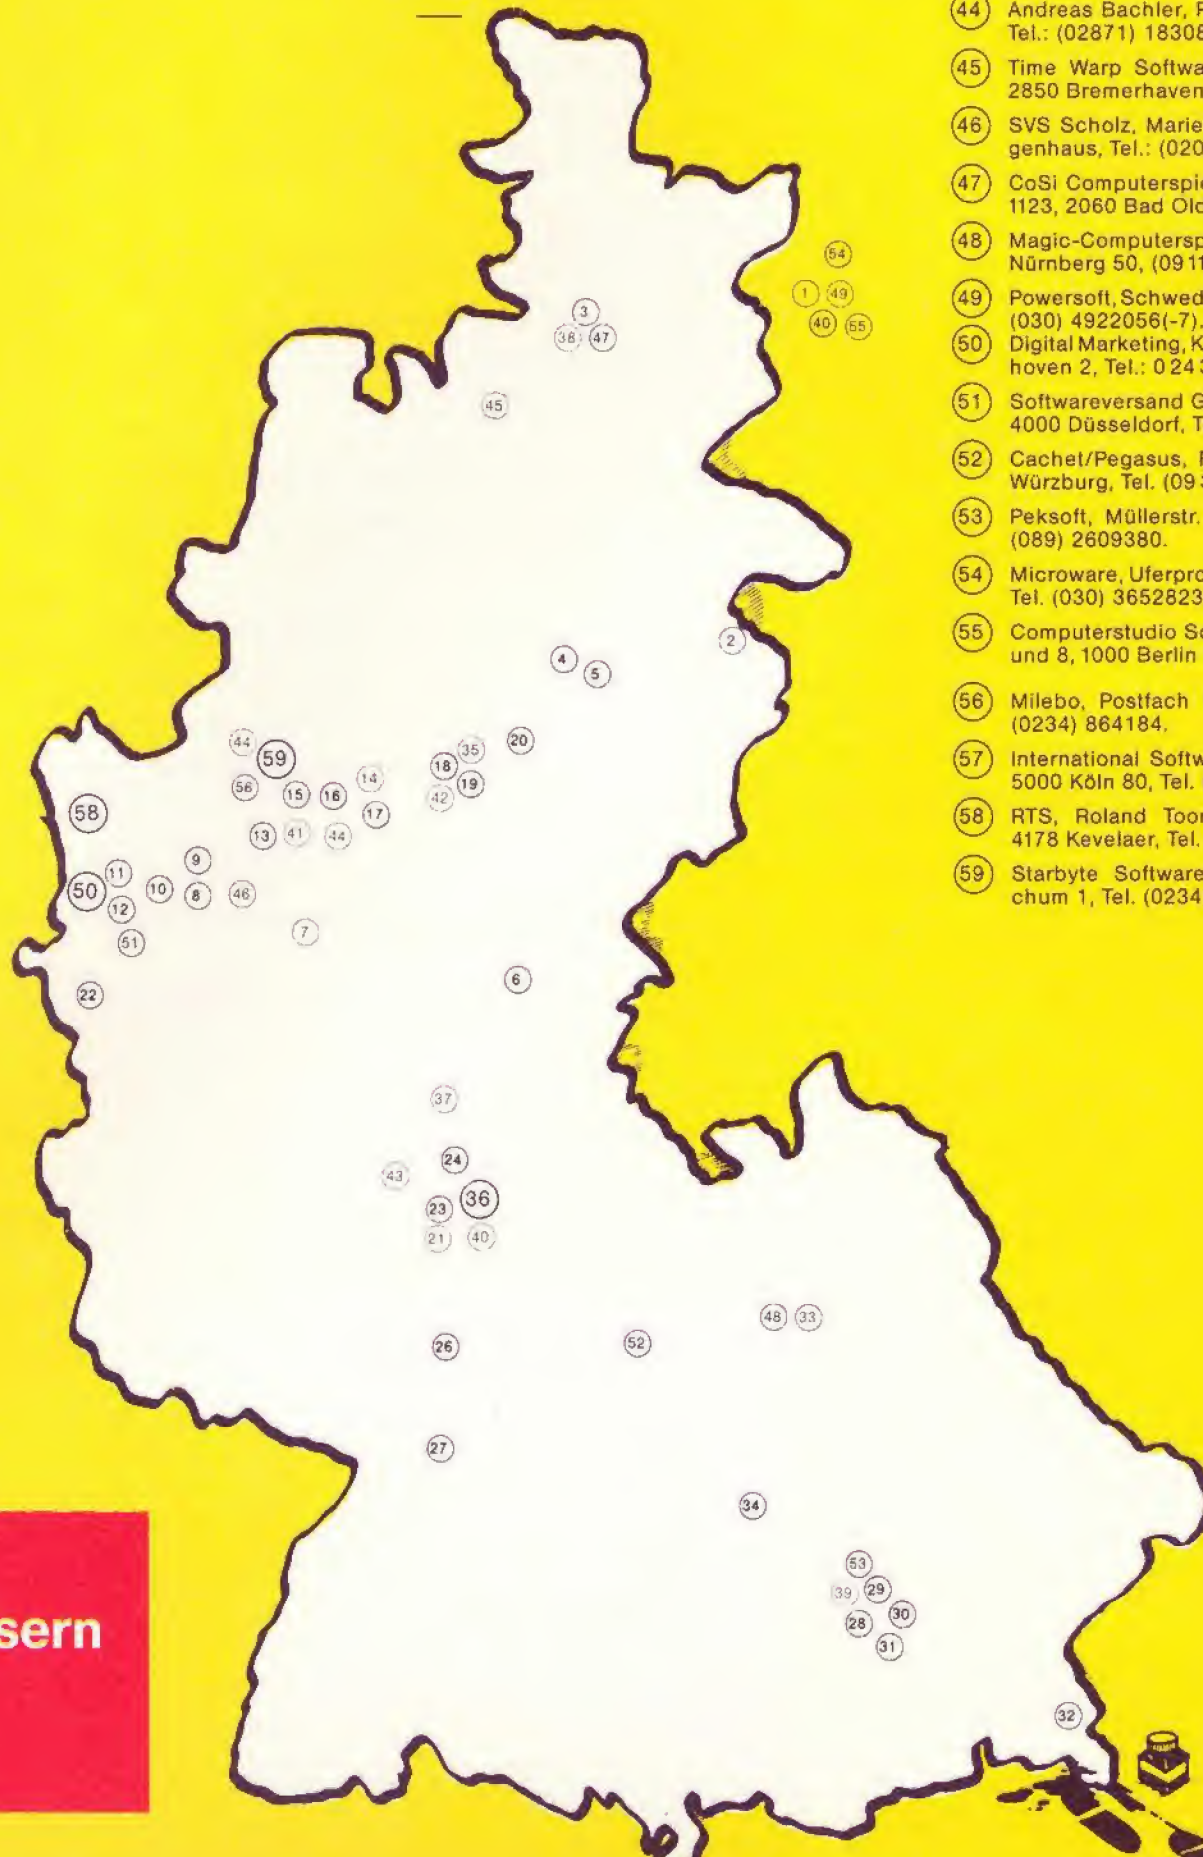 44 Andreas Bachler, P
Tel.: (02871) 18308
45 Time Warp Softwa
2850 Bremerhaven
46 SVS Scholz, Marie
genhaus, Tel.: (020
47 CoSi Computerspie
1123, 2060 Bad Old
48 Magic-Computersp
Nürnberg 50, (0911
49 Powersoft, Schwed
(030) 4922056(-7).
50 Digital Marketing, K
hoven 2, Tel.: 0243
51 Softwareversand G
4000 Düsseldorf, T
52 Cachet/Pegasus, P
Würzburg, Tel. (093
53 Peksoft, Müllerstr.
(089) 2609380.
54 Microware, Uferpro
Tel. (030) 3652823
55 Computerstudio Sc
und 8, 1000 Berlin
56 Milebo, Postfach
(0234) 864184.
57 International Softw
5000 Köln 80, Tel.
58 RTS, Roland Toor
4178 Kevelaer, Tel.
59 Starbyte Software
chum 1, Tel. (0234
54
1 49
3
40 55
38 47
45
2
4
5
20
44
35
59
18
14
19
56
15 16
42
58
17
13 41 44
9
11
10
50
8 46
12
7
51
6
22
37
24
43
36
23
21 40
48 33
52
26
27
34
53
39 29
30
28
31
sern
32